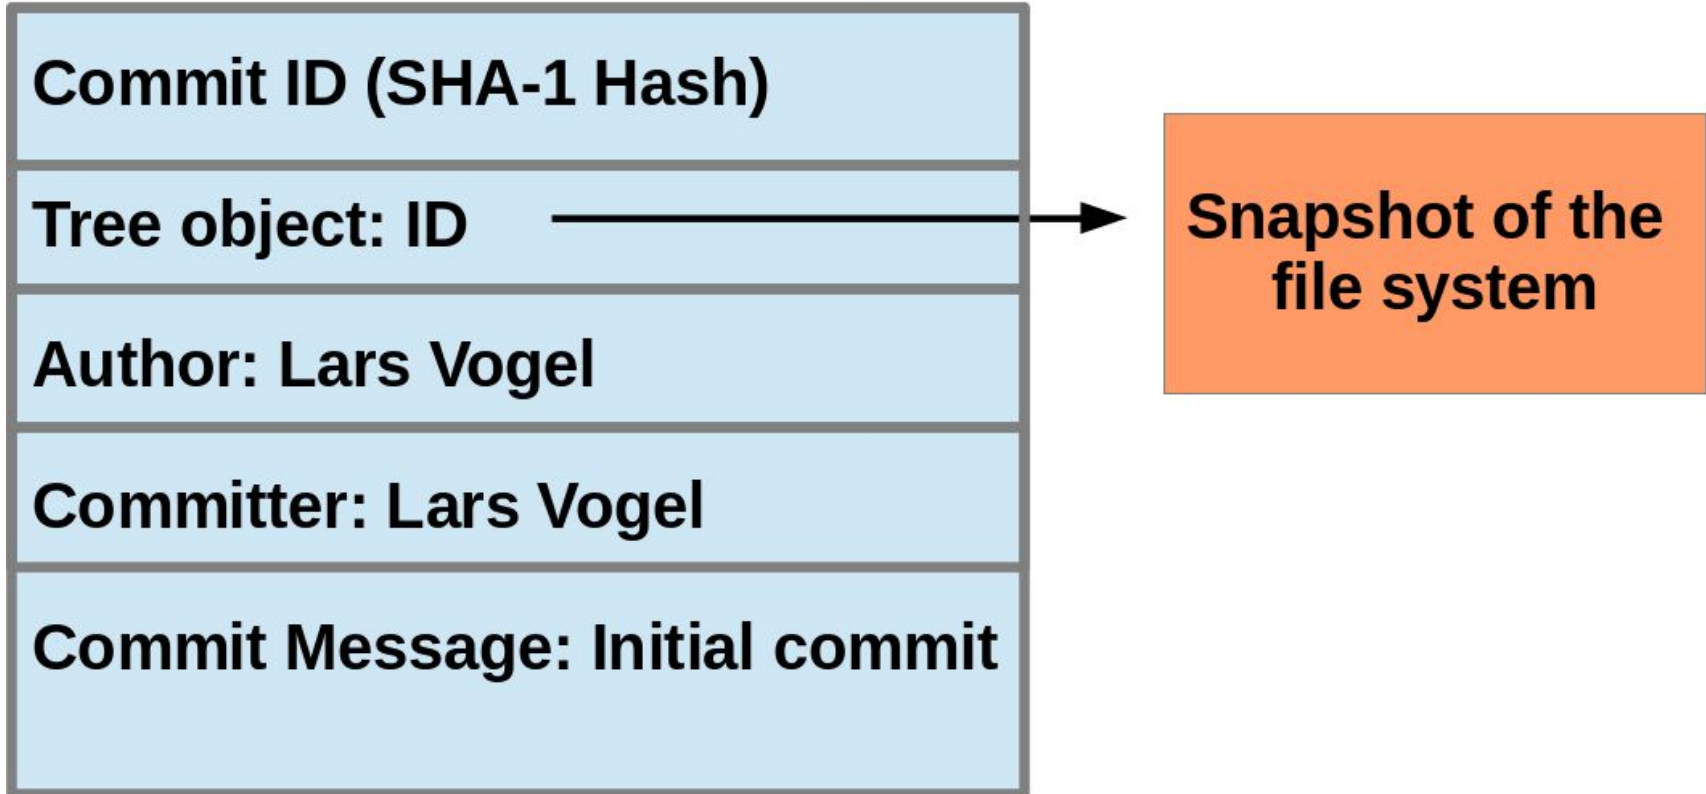 Commit ID (SHA-1 Hash)
Tree object: ID
Snapshot of the
file system
Author: Lars Vogel
Committer: Lars Vogel
Commit Message: Initial commit